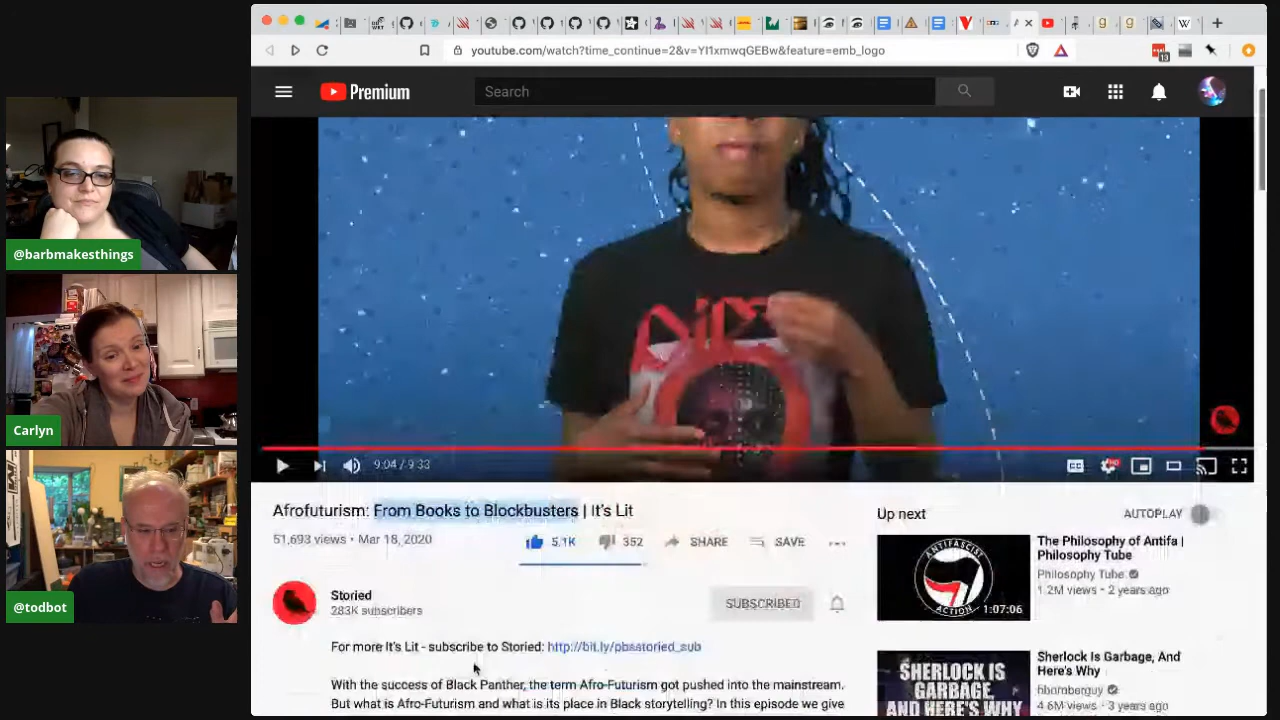 youtube.com/watch?time_continue=2&v=Yl1xmwqGEBw&feature=emb_logo
13
Premium
Search
@barbmakesthings
Carlyn
@todbot
9:04 / 9:33
Afrofuturism: From Books to Blockbusters | It's Lit
51,693 views • Mar 18, 2020
5.1K
352
SHARE
SAVE
Storied
283K subscribers
SUBSCRIBED
For more It's Lit - subscribe to Storied: http://bit.ly/pbsstoried_sub
With the success of Black Panther, the term Afro-Futurism got pushed into the mainstream.
But what is Afro-Futurism and what is its place in Black storytelling? In this episode we give
Up next
AUTOPLAY
ANTIFASCIST
ACTION
1:07:06
The Philosophy of Antifa |
Philosophy Tube
Philosophy Tube
1.2M views • 2 years ago
SHERLOCK IS
GARBAGE,
AND HERE'S WHY
Sherlock Is Garbage, And
Here's Why
hbomberguy
4.6M views • 3 years ago